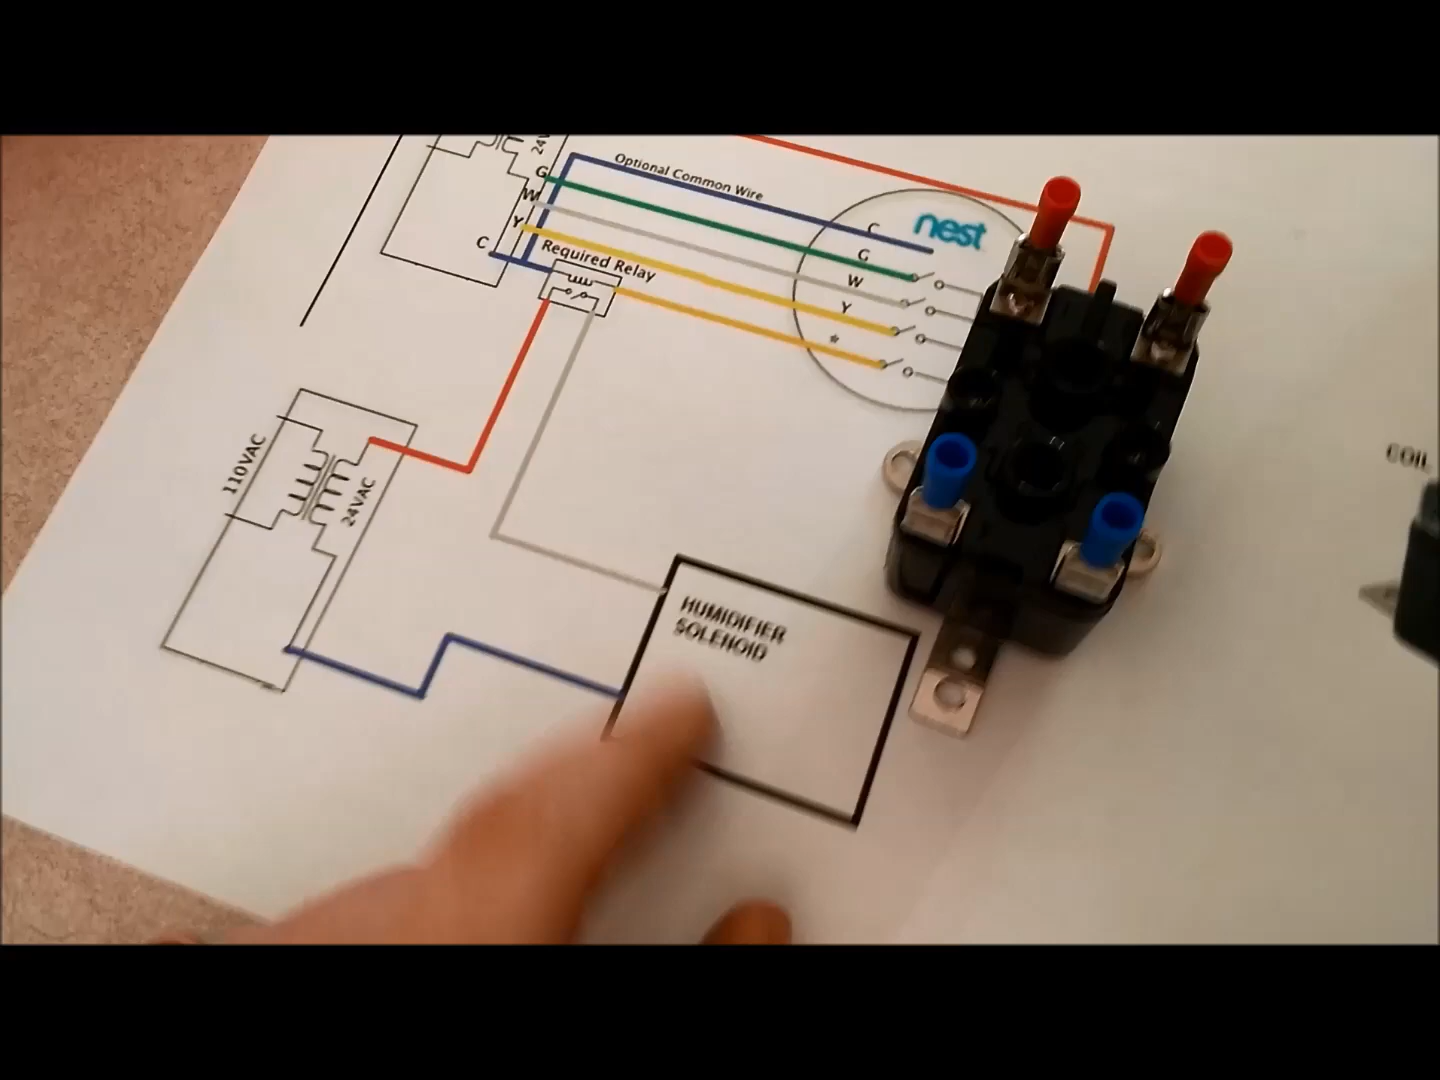 24V
Optional Common Wire
G
W
Y
C
Required Relay
nest
C
G
W
Y
*
110VAC
24VAC
HUMIDIFIER
SOLENOID
COIL